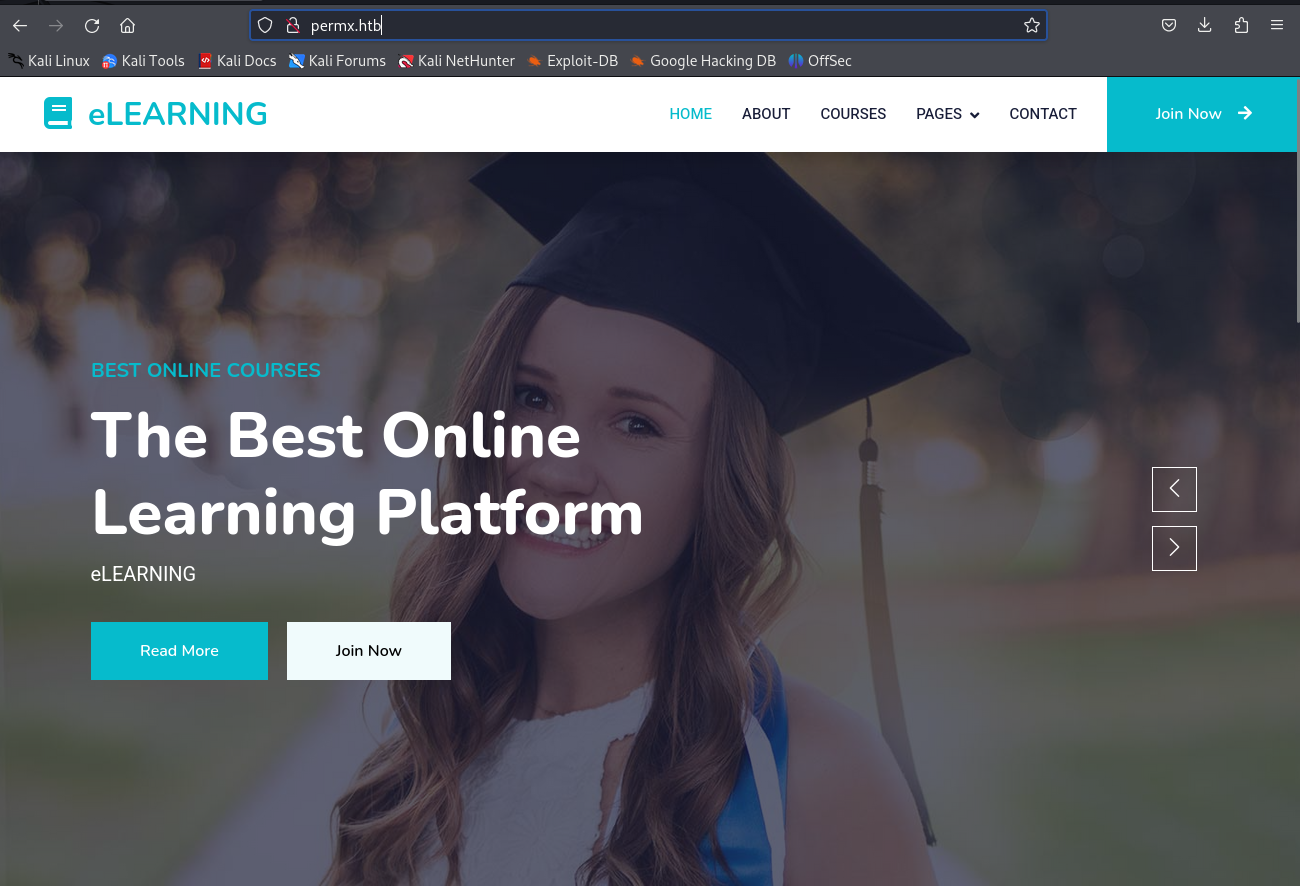 permx.htb
Kali Linux Kali Tools Kali Docs Kali Forums Kali NetHunter Exploit-DB Google Hacking DB OffSec
eLEARNING HOME ABOUT COURSES PAGES CONTACT Join Now
BEST ONLINE COURSES
The Best Online
Learning Platform
eLEARNING
Read More Join Now